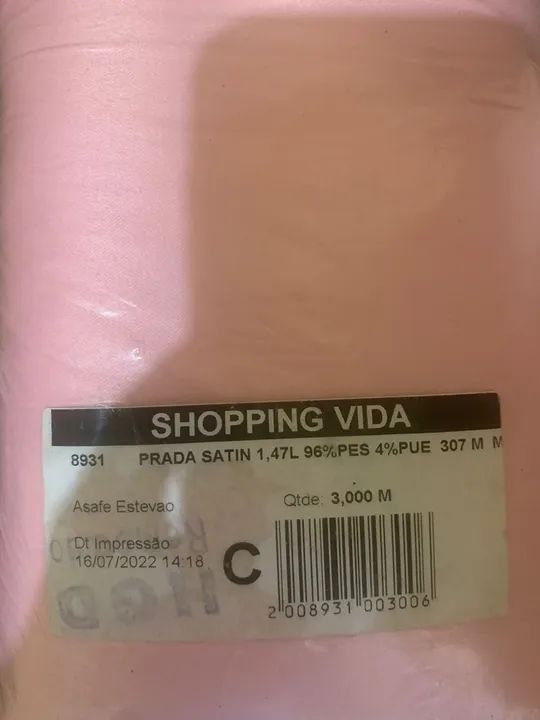 SHOPPING VIDA
8931 PRADA SATIN 1,47L 96%PES 4%PUE 307 M M
Asafe Estevao Qtde: 3,000 M
Dt Impressão
16/07/2022 14:18 C
2 008931 003006